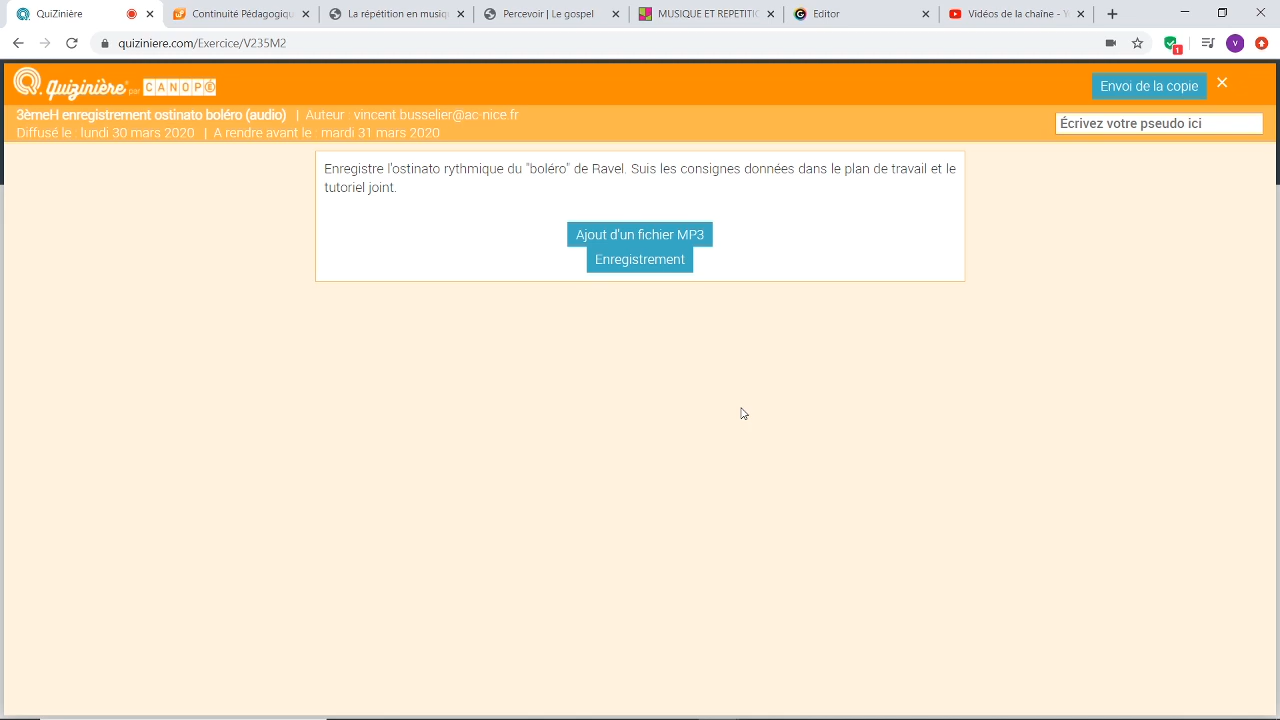 QuiZinière
Continuité Pédagogiqu
La répétition en musiq
Percevoir | Le gospel
MUSIQUE ET REPETITIO
Editor
Vidéos de la chaîne - Y
quiziniere.com/Exercice/V235M2
V
1
Quizinière par CANOPÉ
Envoi de la copie
3èmeH enregistrement ostinato boléro (audio) | Auteur : vincent.busselier@ac-nice.fr
Écrivez votre pseudo ici
Diffusé le : lundi 30 mars 2020 | A rendre avant le : mardi 31 mars 2020
Enregistre l'ostinato rythmique du "boléro" de Ravel. Suis les consignes données dans le plan de travail et le
tutoriel joint.
Ajout d'un fichier MP3
Enregistrement